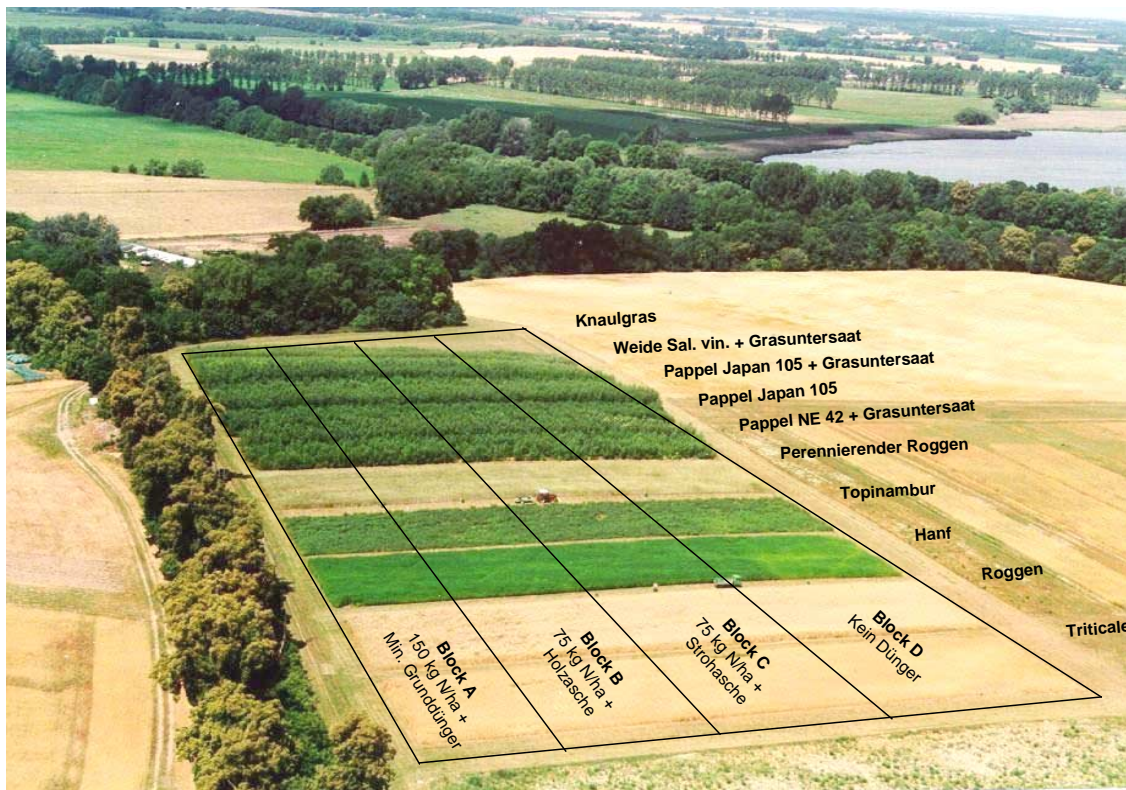 Knaulgras
Weide Sal. vin. + Grasuntersaat
Pappel Japan 105 + Grasuntersaat
Pappel Japan 105
Pappel NE 42 + Grasuntersaat
Perennierender Roggen
Topinambur
Hanf
Roggen
Triticale
Block A
150 kg N/ha +
Min. Grunddünger
Block B
75 kg N/ha +
Holzasche
Block C
75 kg N/ha +
Strohasche
Block D
Kein Dünger